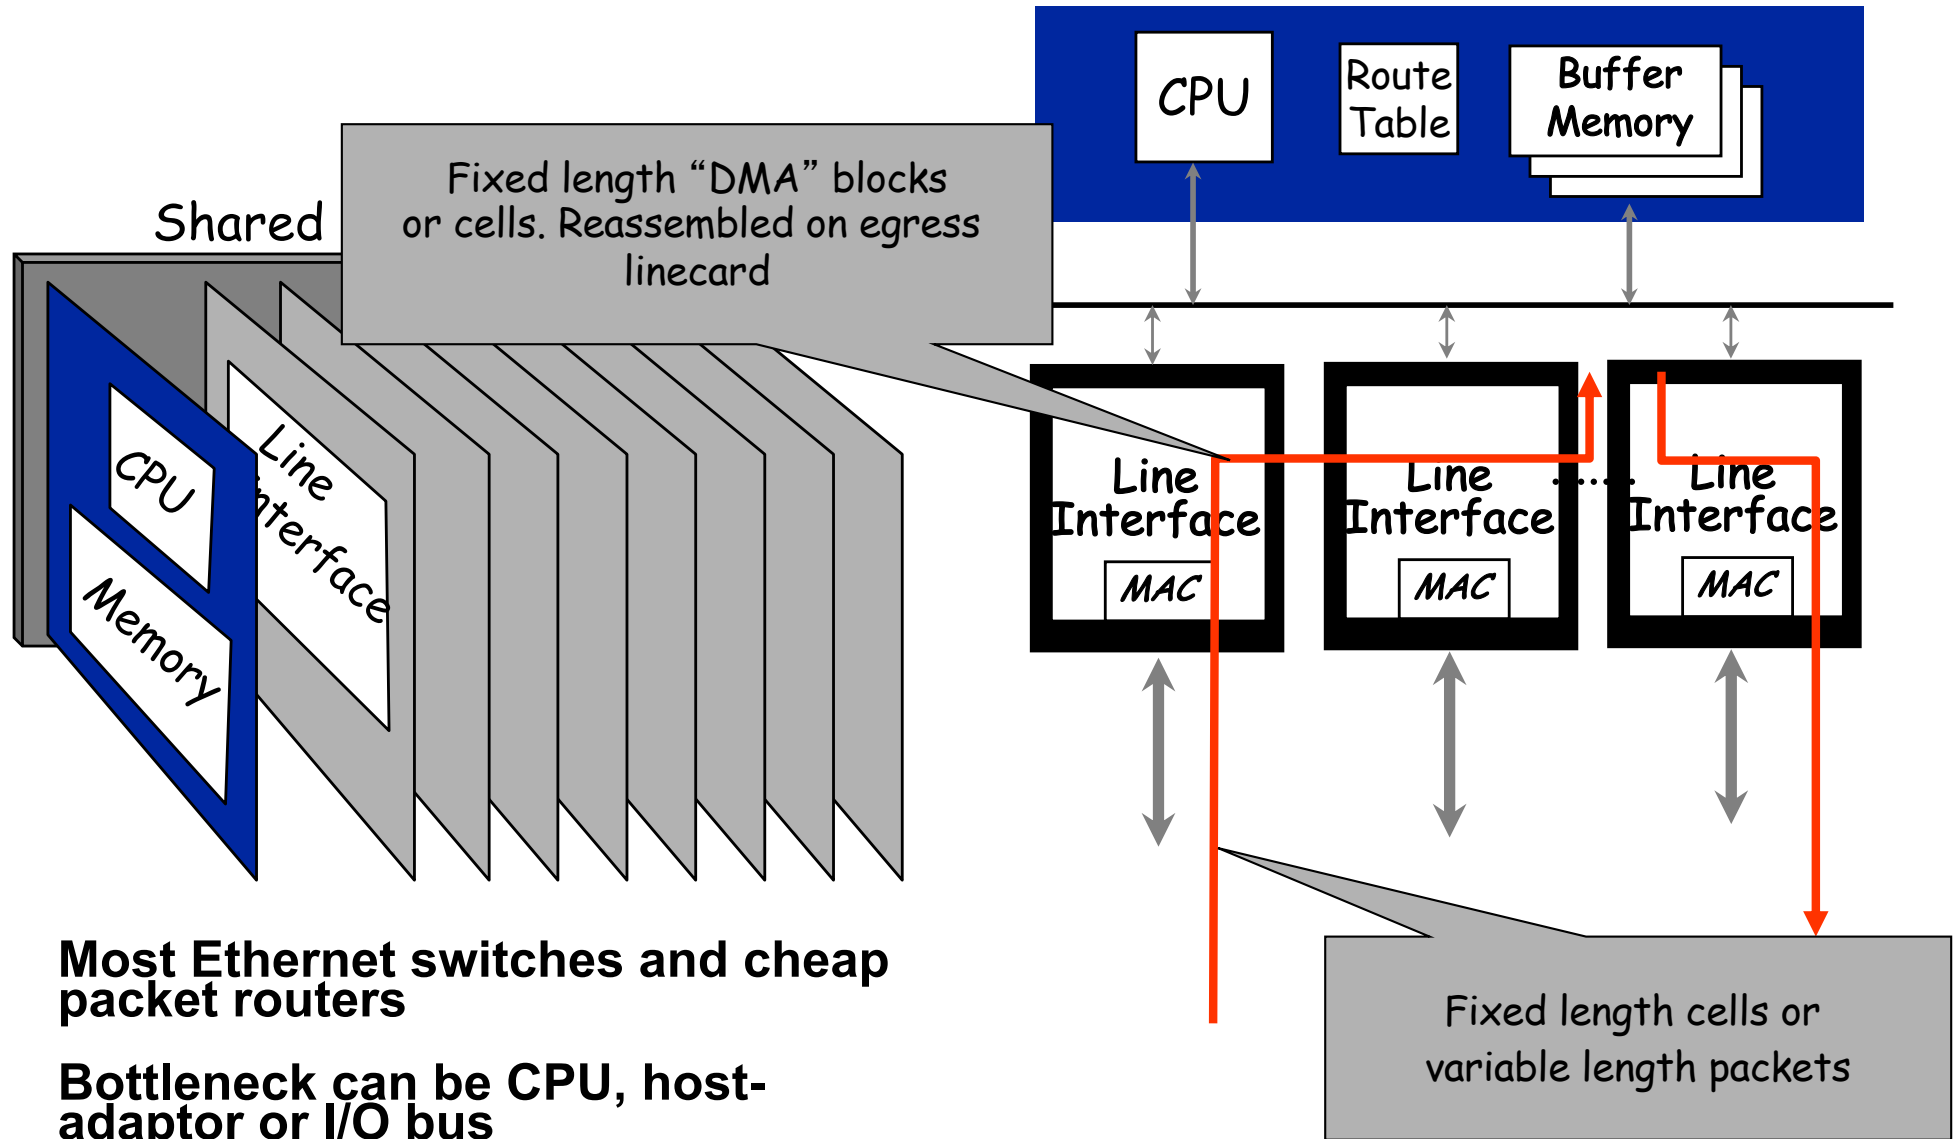 Shared
Fixed length “DMA” blocks
or cells. Reassembled on egress
linecard
CPU
Route
Table
Buffer
Memory
CPU
Memory
Line
nterface
Line
Interface
MAC
Line
Interface
MAC
.......
Line
Interface
MAC
Most Ethernet switches and cheap
packet routers
Bottleneck can be CPU, host-
adaptor or I/O bus
Fixed length cells or
variable length packets